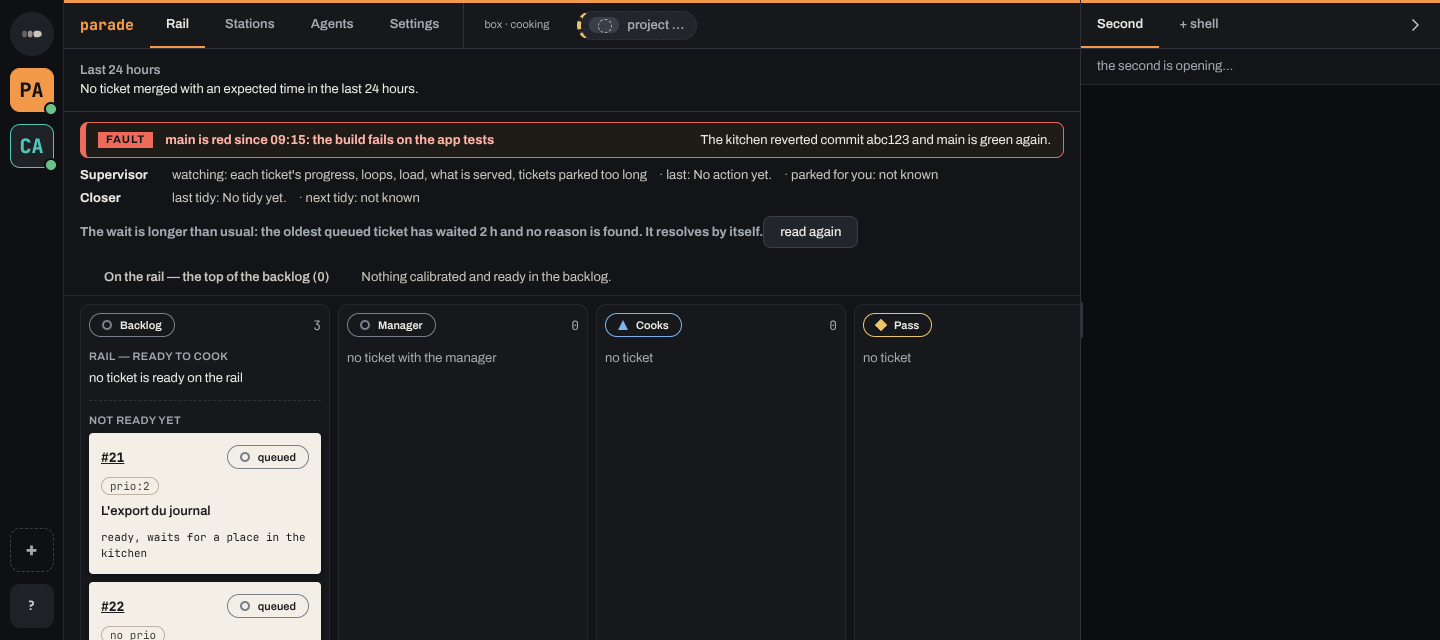 parade Rail Stations Agents Settings box · cooking project ... Second + shell
PA
CA
Last 24 hours
No ticket merged with an expected time in the last 24 hours.
the second is opening...
FAULT main is red since 09:15: the build fails on the app tests The kitchen reverted commit abc123 and main is green again.
Supervisor watching: each ticket's progress, loops, load, what is served, tickets parked too long · last: No action yet. · parked for you: not known
Closer last tidy: No tidy yet. · next tidy: not known
The wait is longer than usual: the oldest queued ticket has waited 2 h and no reason is found. It resolves by itself. read again
On the rail — the top of the backlog (0) Nothing calibrated and ready in the backlog.
Backlog 3 Manager 0 Cooks 0 Pass
RAIL — READY TO COOK
no ticket is ready on the rail
no ticket with the manager
no ticket
no ticket
NOT READY YET
#21 queued
prio:2
L'export du journal
ready, waits for a place in the
kitchen
#22 queued
no prio
+
?